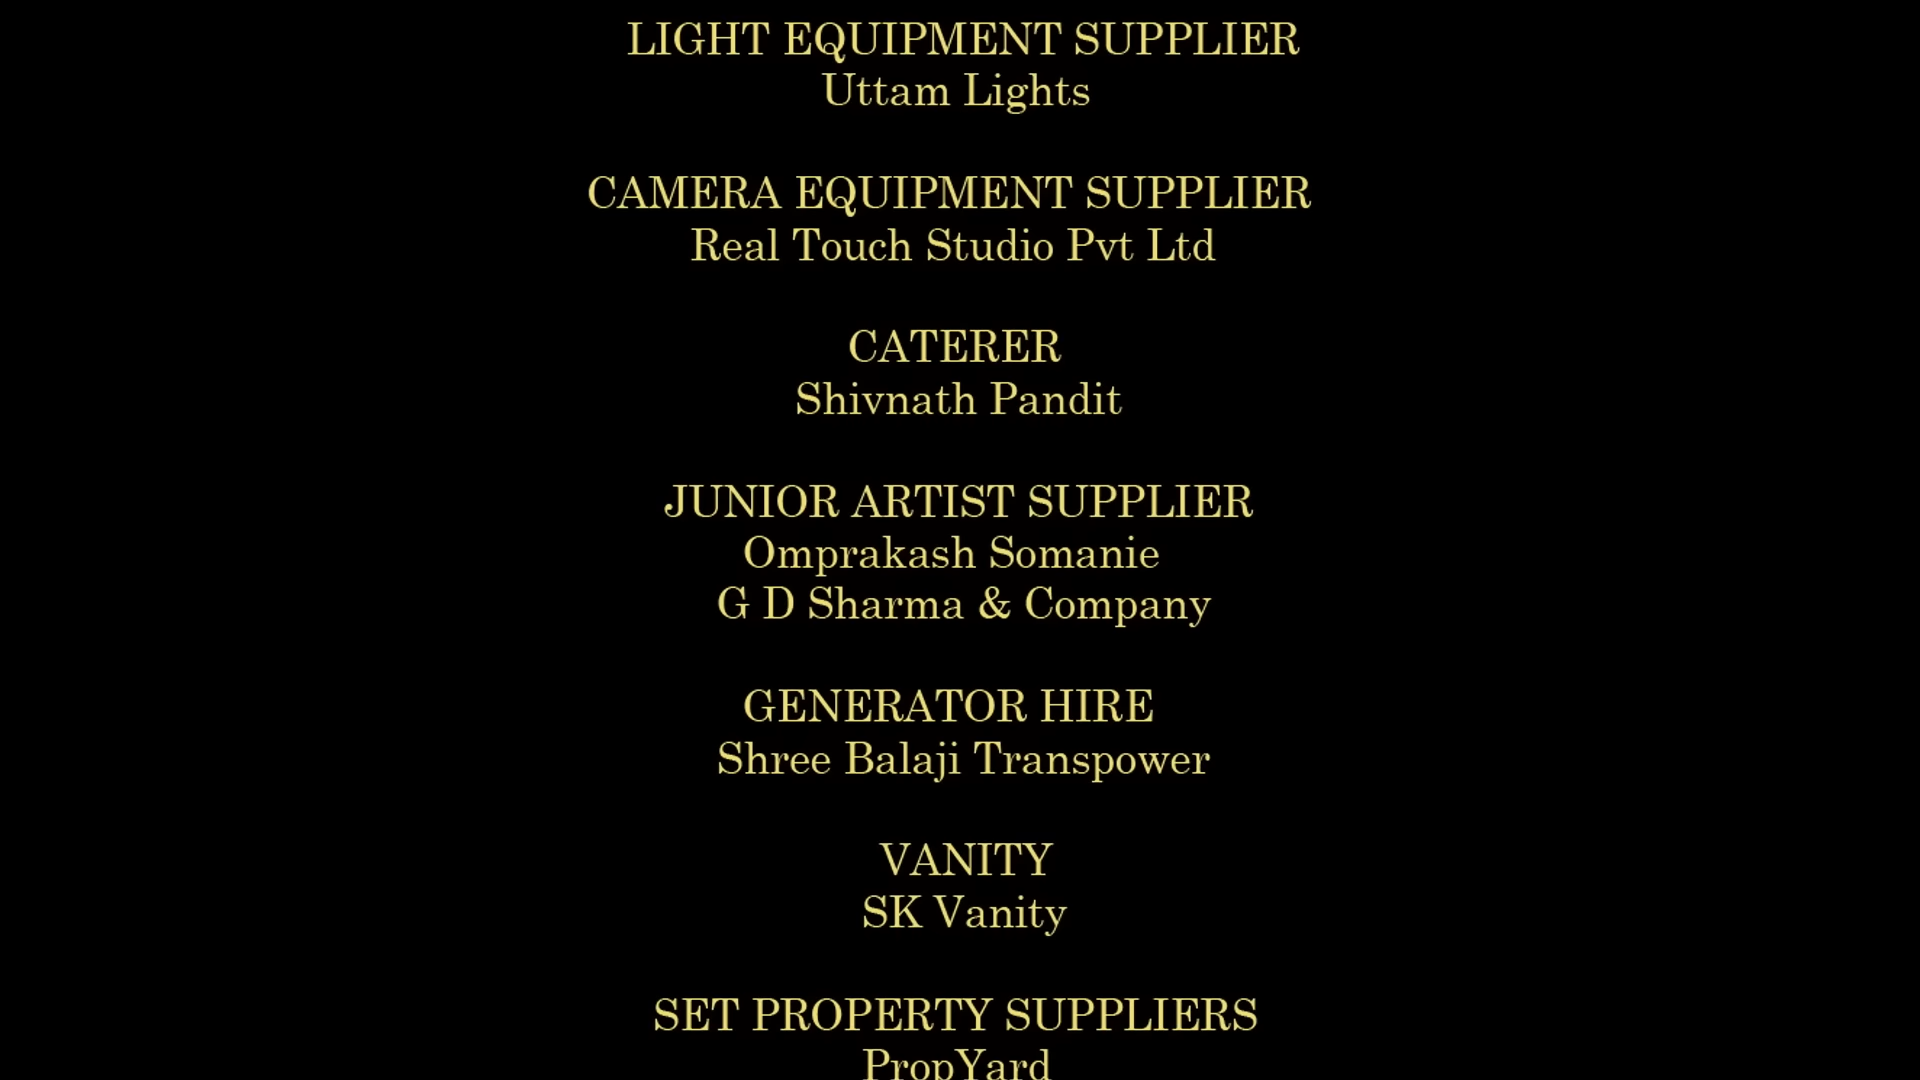 LIGHT EQUIPMENT SUPPLIER
Uttam Lights
CAMERA EQUIPMENT SUPPLIER
Real Touch Studio Pvt Ltd
CATERER
Shivnath Pandit
JUNIOR ARTIST SUPPLIER
Omprakash Somanie
G D Sharma & Company
GENERATOR HIRE
Shree Balaji Transpower
VANITY
SK Vanity
SET PROPERTY SUPPLIERS
PropYard